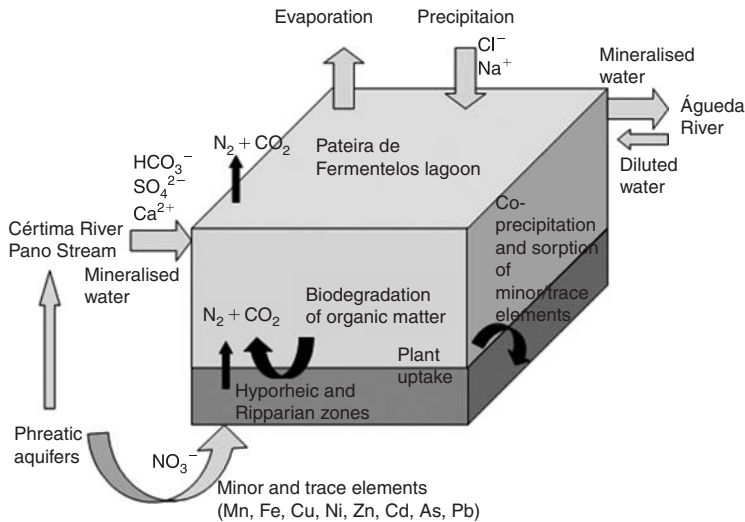 Evaporation
Precipitaion
Cl⁻
Na⁺
Mineralised
water
Águeda
River
Diluted
water
N₂ + CO₂
Pateira de
Fermentelos lagoon
HCO₃⁻
SO₄²⁻
Ca²⁺
Cértima River
Pano Stream
Mineralised
water
Co-
precipitation
and sorption
of
minor/trace
elements
N₂ + CO₂
Biodegradation
of organic matter
Plant
uptake
Hyporheic and
Ripparian zones
Phreatic
aquifers
NO₃⁻
Minor and trace elements
(Mn, Fe, Cu, Ni, Zn, Cd, As, Pb)